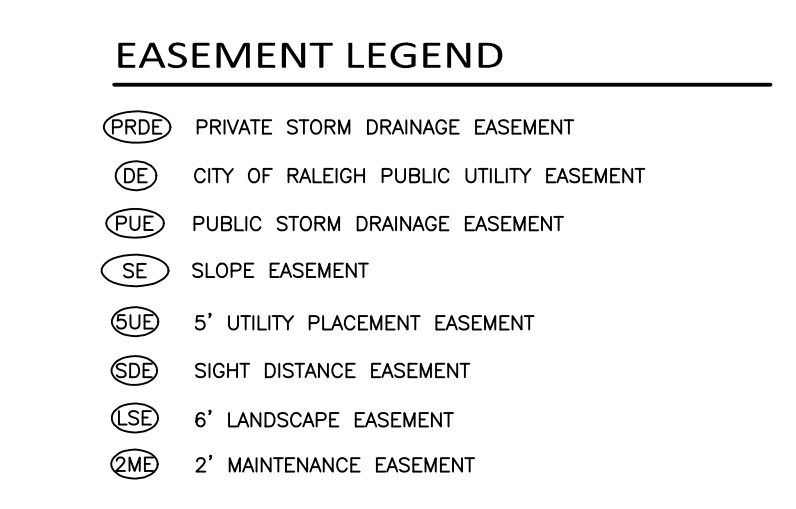 EASEMENT LEGEND
PRDE PRIVATE STORM DRAINAGE EASEMENT
DE CITY OF RALEIGH PUBLIC UTILITY EASEMENT
PUE PUBLIC STORM DRAINAGE EASEMENT
SE SLOPE EASEMENT
5UE 5' UTILITY PLACEMENT EASEMENT
SDE SIGHT DISTANCE EASEMENT
LSE 6' LANDSCAPE EASEMENT
2ME 2' MAINTENANCE EASEMENT